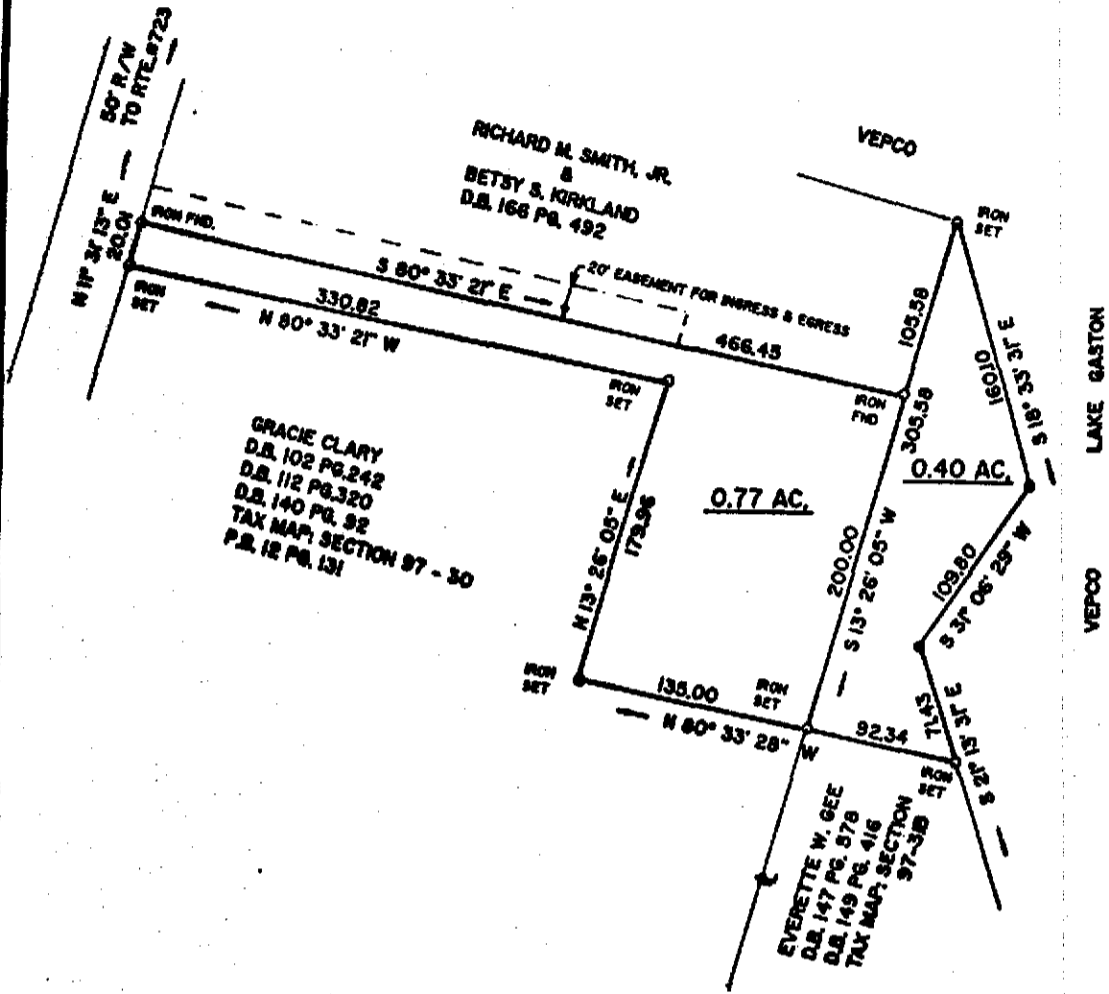 50' R/W
TO RTE.#723
N 11° 31' 13" E
20.01
IRON FND.
IRON
SET
RICHARD M. SMITH, JR.
&
BETSY S. KIRKLAND
D.B. 166 PG. 492
VEPCO
IRON
SET
S 80° 33' 21" E
20' EASEMENT FOR INGRESS & EGRESS
466.45
330.82
N 80° 33' 21" W
IRON
SET
IRON
FND
105.58
305.58
160.10
S 18° 33' 31" E
LAKE GASTON
VEPCO
GRACIE CLARY
D.B. 102 PG.242
D.B. 112 PG.320
D.B. 140 PG. 92
TAX MAP: SECTION 97 - 30
P.B. 12 PG. 131
N 13° 26' 05" E
179.96
0.77 AC.
0.40 AC.
200.00
S 13° 26' 05" W
109.80
S 31° 06' 29" W
71.43
S 21° 13' 31" E
IRON
SET
135.00
N 80° 33' 28" W
IRON
SET
92.34
IRON
SET
EVERETTE W. GEE
D.B. 147 PG. 878
D.B. 149 PG. 416
TAX MAP: SECTION
97-31B